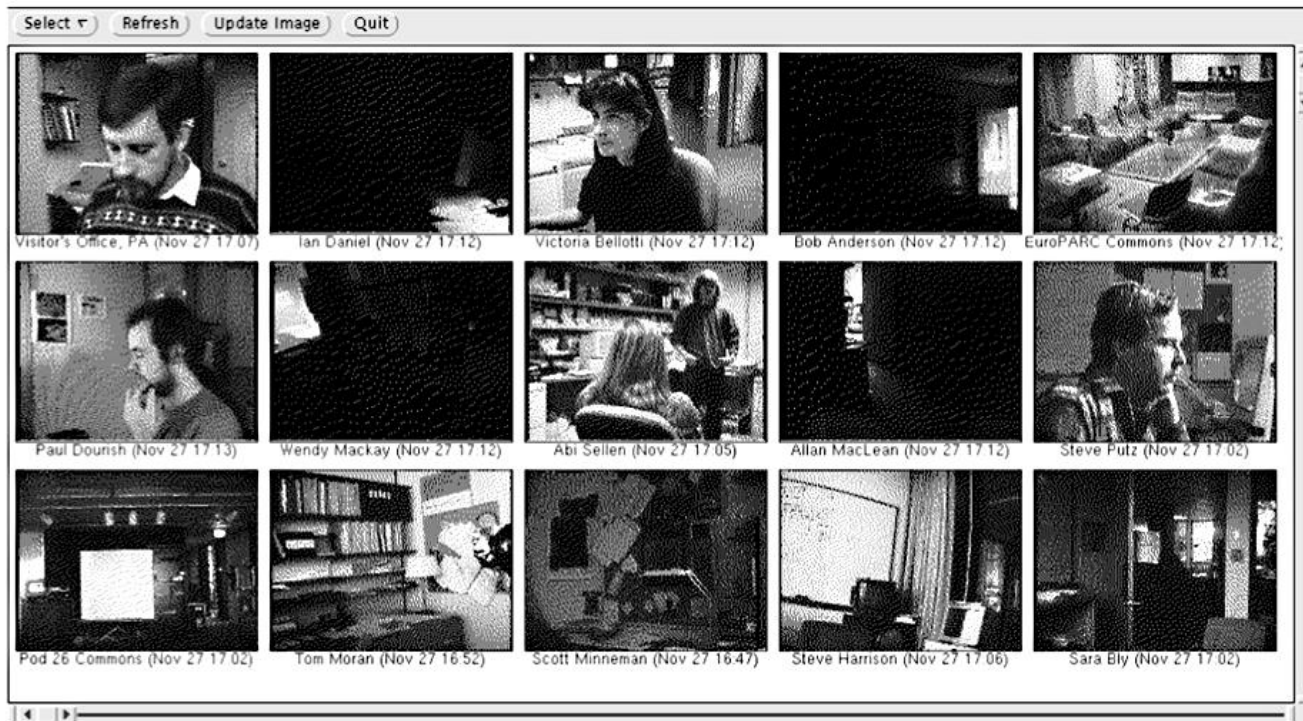 Select Refresh Update Image Quit
Visitor's Office, PA (Nov 27 17:07) Ian Daniel (Nov 27 17:12) Victoria Bellotti (Nov 27 17:12) Bob Anderson (Nov 27 17:12) EuroPARC Commons (Nov 27 17:12;
Paul Dourish (Nov 27 17:13) Wendy Mackay (Nov 27 17:12) Abi Sellen (Nov 27 17:05) Allan MacLean (Nov 27 17:12) Steve Putz (Nov 27 17:02)
Pod 26 Commons (Nov 27 17:02) Tom Moran (Nov 27 16:52) Scott Minneman (Nov 27 16:47) Steve Harrison (Nov 27 17:06) Sara Bly (Nov 27 17:02)